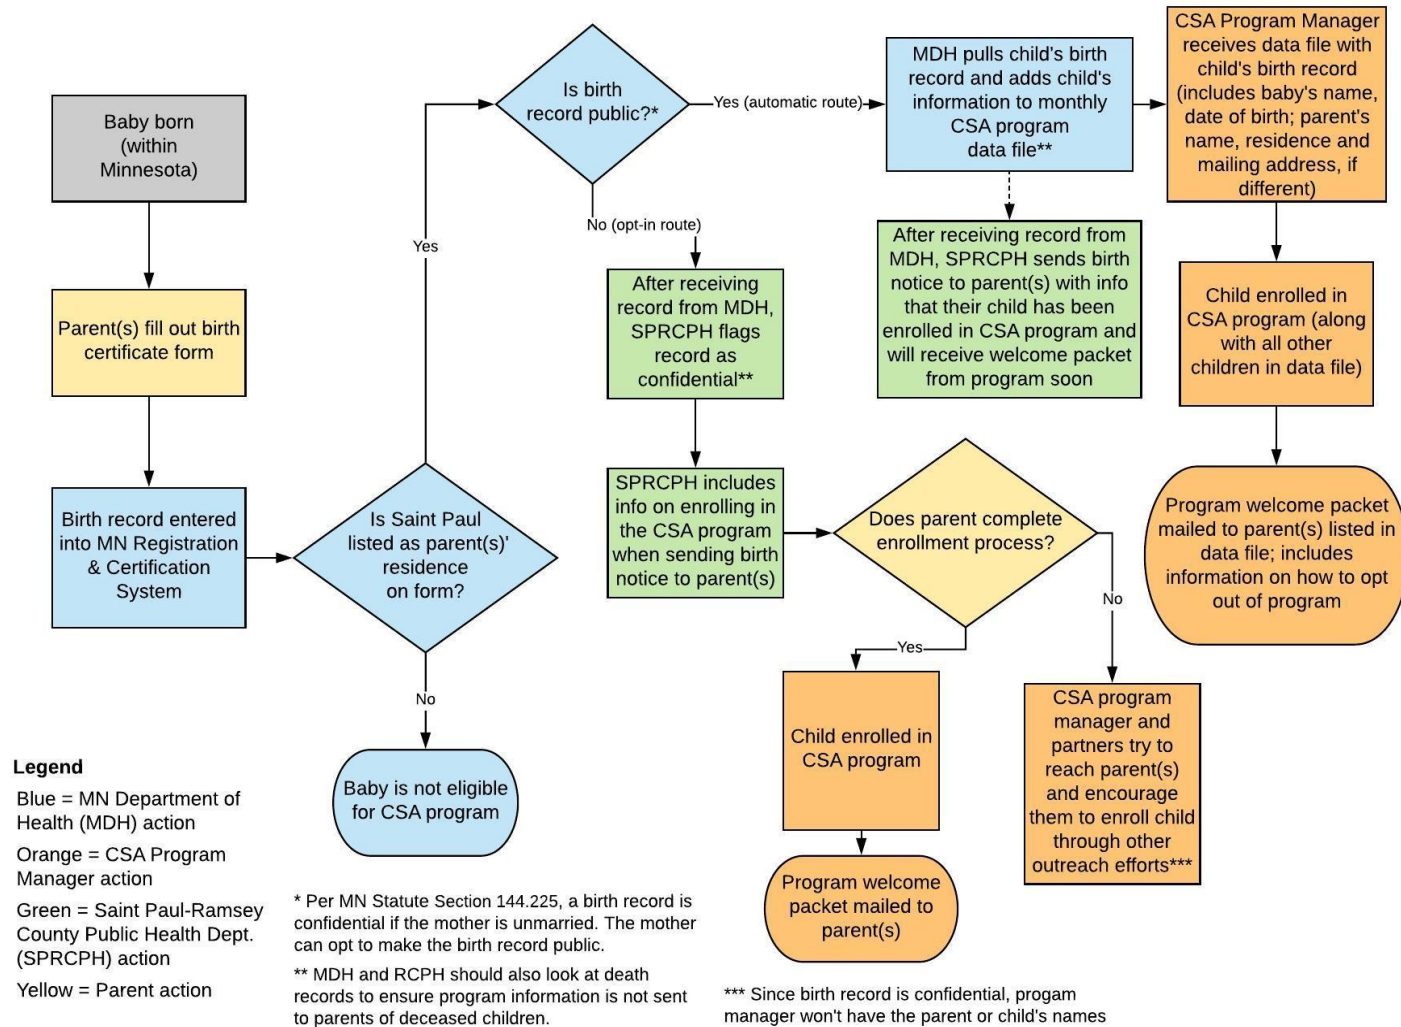 Baby born
(within
Minnesota)
Parent(s) fill out birth
certificate form
Birth record entered
into MN Registration
& Certification
System
Is Saint Paul
listed as parent(s)'
residence
on form?
No
Baby is not eligible
for CSA program
Yes
Is birth
record public?*
Yes (automatic route)
MDH pulls child's birth
record and adds child's
information to monthly
CSA program
data file**
CSA Program Manager
receives data file with
child's birth record
(includes baby's name,
date of birth; parent's
name, residence and
mailing address, if
different)
After receiving record from
MDH, SPRCPH sends birth
notice to parent(s) with info
that their child has been
enrolled in CSA program and
will receive welcome packet
from program soon
Child enrolled in
CSA program (along
with all other
children in data file)
Program welcome packet
mailed to parent(s) listed in
data file; includes
information on how to opt
out of program
No (opt-in route)
After receiving
record from MDH,
SPRCPH flags
record as
confidential**
SPRCPH includes
info on enrolling in
the CSA program
when sending birth
notice to parent(s)
Does parent complete
enrollment process?
Yes
Child enrolled in
CSA program
Program welcome
packet mailed to
parent(s)
No
CSA program
manager and
partners try to
reach parent(s)
and encourage
them to enroll child
through other
outreach efforts***
Legend
Blue = MN Department of
Health (MDH) action
Orange = CSA Program
Manager action
Green = Saint Paul-Ramsey
County Public Health Dept.
(SPRCPH) action
Yellow = Parent action
* Per MN Statute Section 144.225, a birth record is
confidential if the mother is unmarried. The mother
can opt to make the birth record public.
** MDH and RCPH should also look at death
records to ensure program information is not sent
to parents of deceased children.
*** Since birth record is confidential, progam
manager won't have the parent or child's names